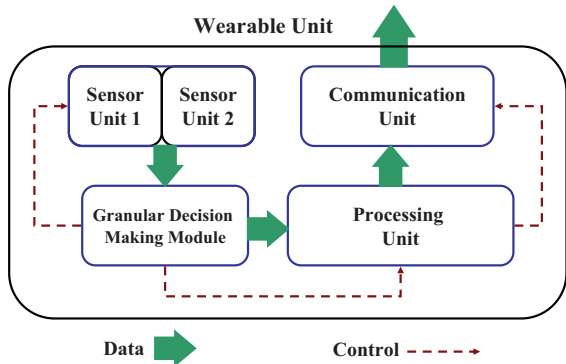 Wearable Unit
Sensor
Unit 1
Sensor
Unit 2
Communication
Unit
Granular Decision
Making Module
Processing
Unit
Data
Control